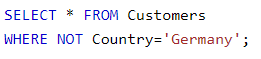 SELECT * FROM Customers
WHERE NOT Country='Germany';